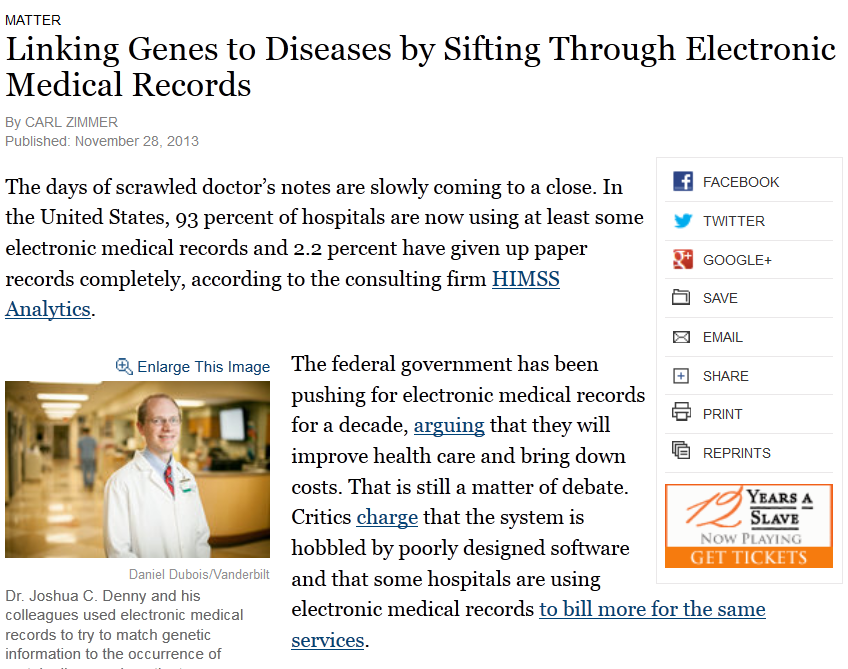 MATTER
Linking Genes to Diseases by Sifting Through Electronic
Medical Records
By CARL ZIMMER
Published: November 28, 2013
The days of scrawled doctor's notes are slowly coming to a close. In
the United States, 93 percent of hospitals are now using at least some
electronic medical records and 2.2 percent have given up paper
records completely, according to the consulting firm HIMSS
Analytics.
Enlarge This Image
Daniel Dubois/Vanderbilt
Dr. Joshua C. Denny and his
colleagues used electronic medical
records to try to match genetic
information to the occurrence of
The federal government has been
pushing for electronic medical records
for a decade, arguing that they will
improve health care and bring down
costs. That is still a matter of debate.
Critics charge that the system is
hobbled by poorly designed software
and that some hospitals are using
electronic medical records to bill more for the same
services.
FACEBOOK
TWITTER
GOOGLE+
SAVE
EMAIL
SHARE
PRINT
REPRINTS
12 YEARS A
SLAVE
NOW PLAYING
GET TICKETS